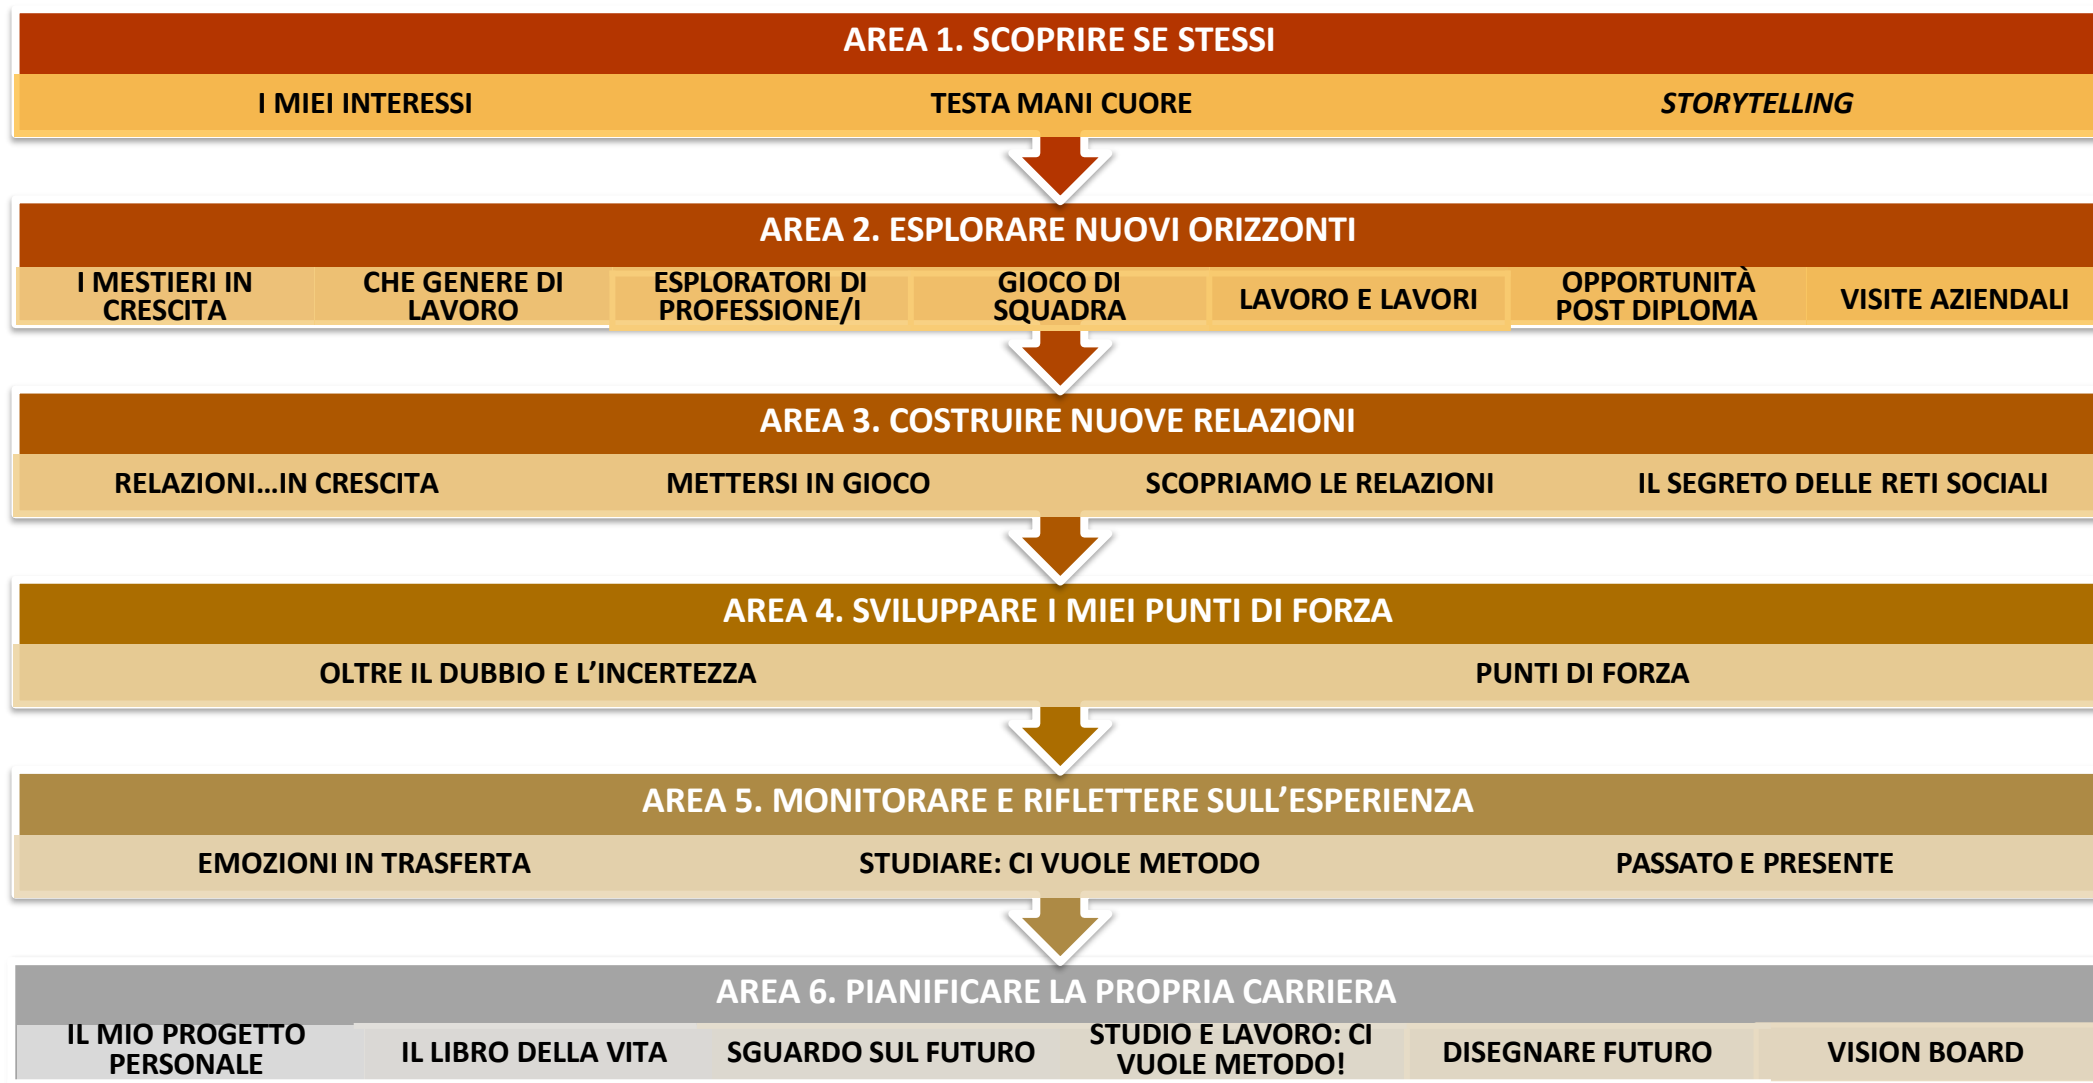 AREA 1. SCOPRIRE SE STESSI
I MIEI INTERESSI
TESTA MANI CUORE
STORYTELLING
AREA 2. ESPLORARE NUOVI ORIZZONTI
I MESTIERI IN
CRESCITA
CHE GENERE DI
LAVORO
ESPLORATORI DI
PROFESSIONE/I
GIOCO DI
SQUADRA
LAVORO E LAVORI
OPPORTUNITÀ
POST DIPLOMA
VISITE AZIENDALI
AREA 3. COSTRUIRE NUOVE RELAZIONI
RELAZIONI...IN CRESCITA
METTERSI IN GIOCO
SCOPRIAMO LE RELAZIONI
IL SEGRETO DELLE RETI SOCIALI
AREA 4. SVILUPPARE I MIEI PUNTI DI FORZA
OLTRE IL DUBBIO E L’INCERTEZZA
PUNTI DI FORZA
AREA 5. MONITORARE E RIFLETTERE SULL’ESPERIENZA
EMOZIONI IN TRASFERTA
STUDIARE: CI VUOLE METODO
PASSATO E PRESENTE
AREA 6. PIANIFICARE LA PROPRIA CARRIERA
IL MIO PROGETTO
PERSONALE
IL LIBRO DELLA VITA
SGUARDO SUL FUTURO
STUDIO E LAVORO: CI
VUOLE METODO!
DISEGNARE FUTURO
VISION BOARD